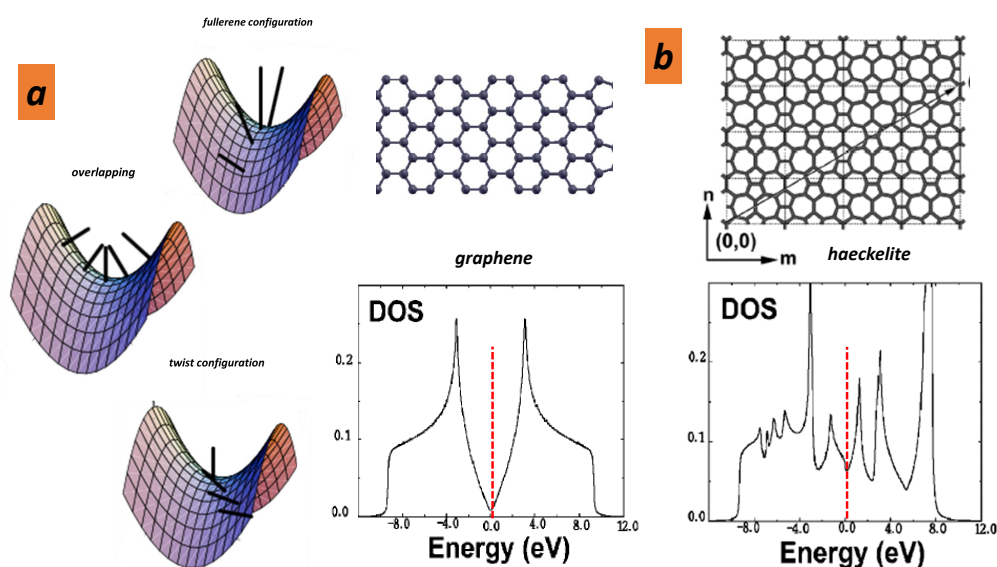 fullerene configuration
a
b
overlapping
n
(0,0)
m
haeckelite
graphene
DOS
0.2
0.1
0.0
-8.0 -4.0 0.0 4.0 8.0 12.0
Energy (eV)
DOS
0.2
0.1
0.0
-8.0 -4.0 0.0 4.0 8.0 12.0
Energy (eV)
twist configuration